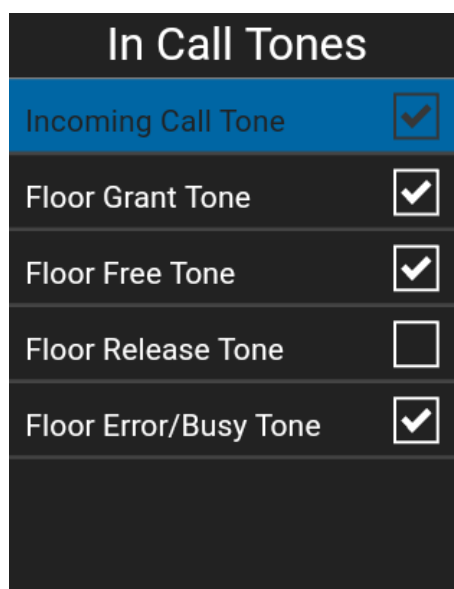 In Call Tones
Incoming Call Tone
Floor Grant Tone
Floor Free Tone
Floor Release Tone
Floor Error/Busy Tone